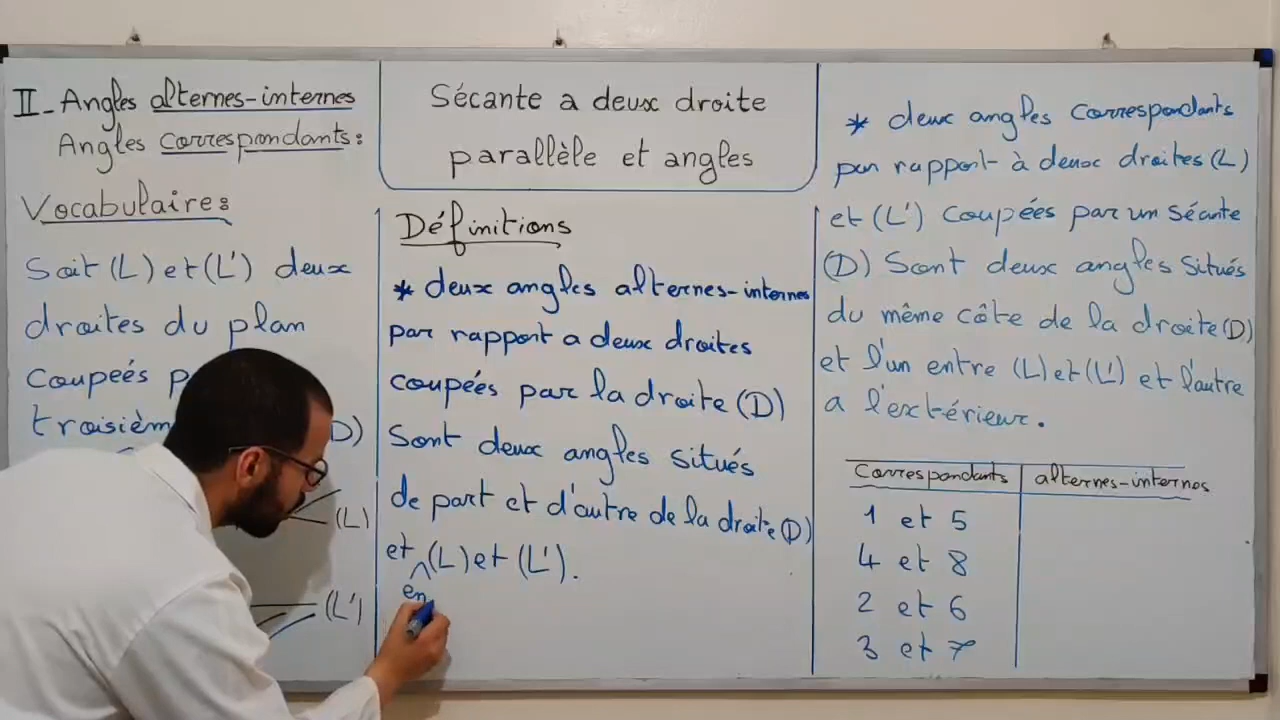 II_ Angles alternes-internes
Angles correspondants:
Sécante a deux droite
parallèle et angles
Vocabulaire:
Soit (L) et (L') deux
droites du plan
Coupeés
troisièm D)
(L)
(L')
Définitions
* deux angles alternes-internes
par rapport a deux droites
coupées par la droite (D)
Sont deux angles situés
de part et d'autre de la droite (D)
et (L) et (L').
en
* deux angles correspondants
par rapport à deux droites (L)
et (L') coupées par un séante
(D) Sont deux angles situés
du même côte de la droite (D)
et l'un entre (L) et (L') et l'autre
a l'extérieur.
Correspondants alternes-internes
1 et 5
4 et 8
2 et 6
3 et 7